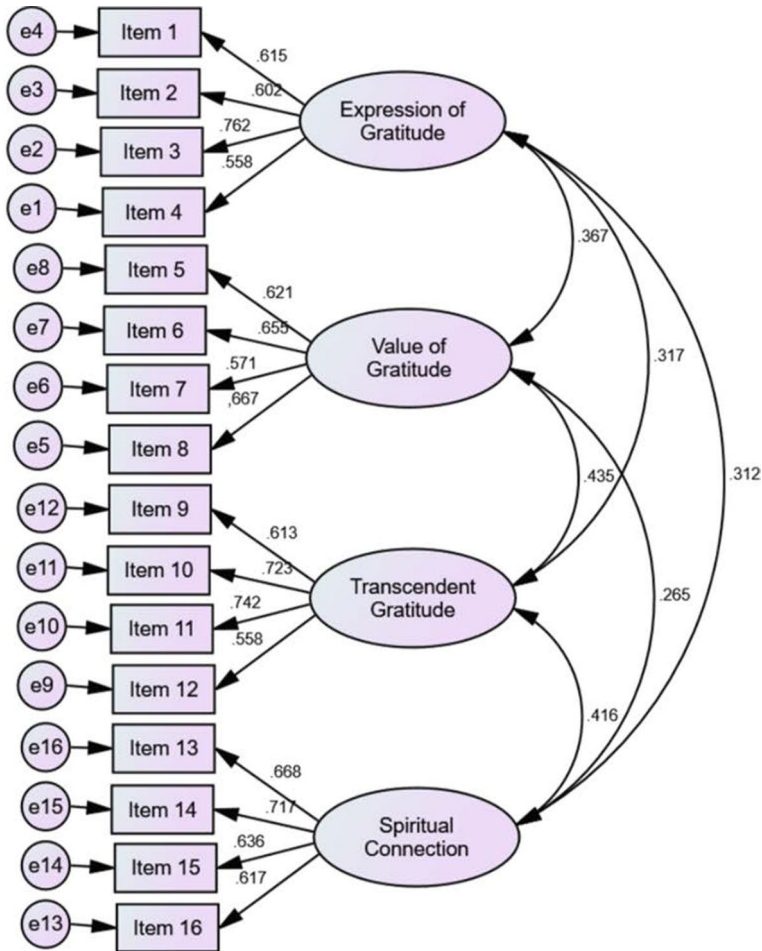 e4
Item 1
.615
e3
Item 2
.602
Expression of
Gratitude
e2
Item 3
.762
e1
Item 4
.558
.367
e8
Item 5
.621
e7
Item 6
.655
Value of
Gratitude
.317
e6
Item 7
.571
e5
Item 8
,667
.435
.312
e12
Item 9
.613
e11
Item 10
.723
Transcendent
Gratitude
.265
e10
Item 11
.742
e9
Item 12
.558
.416
e16
Item 13
.668
e15
Item 14
.717
Spiritual
Connection
e14
Item 15
.636
e13
Item 16
.617